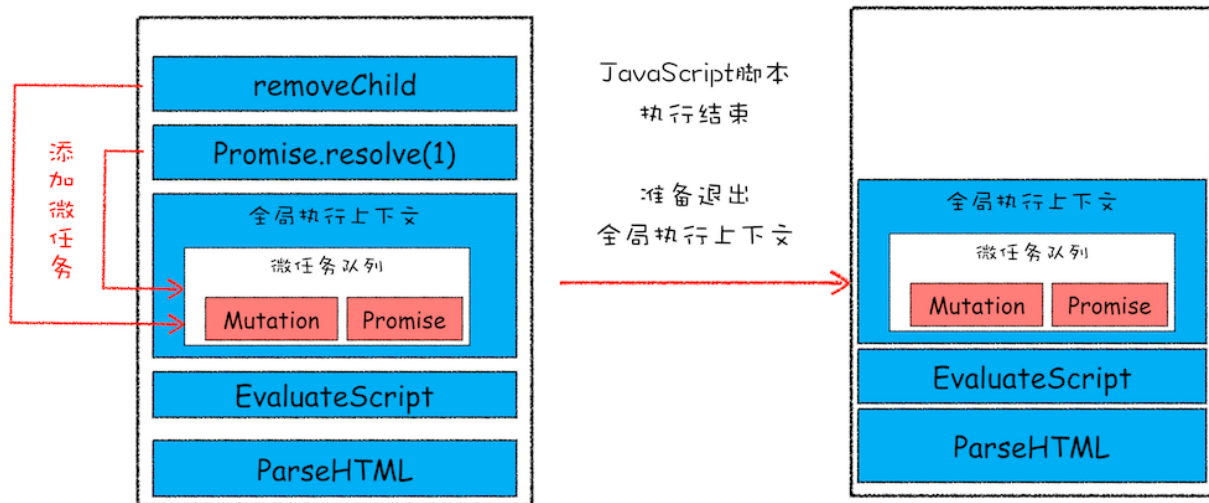 添加微任务
removeChild
Promise.resolve(1)
全局执行上下文
微任务队列
Mutation
Promise
EvaluateScript
ParseHTML
JavaScript脚本
执行结束
准备退出
全局执行上下文
全局执行上下文
微任务队列
Mutation
Promise
EvaluateScript
ParseHTML